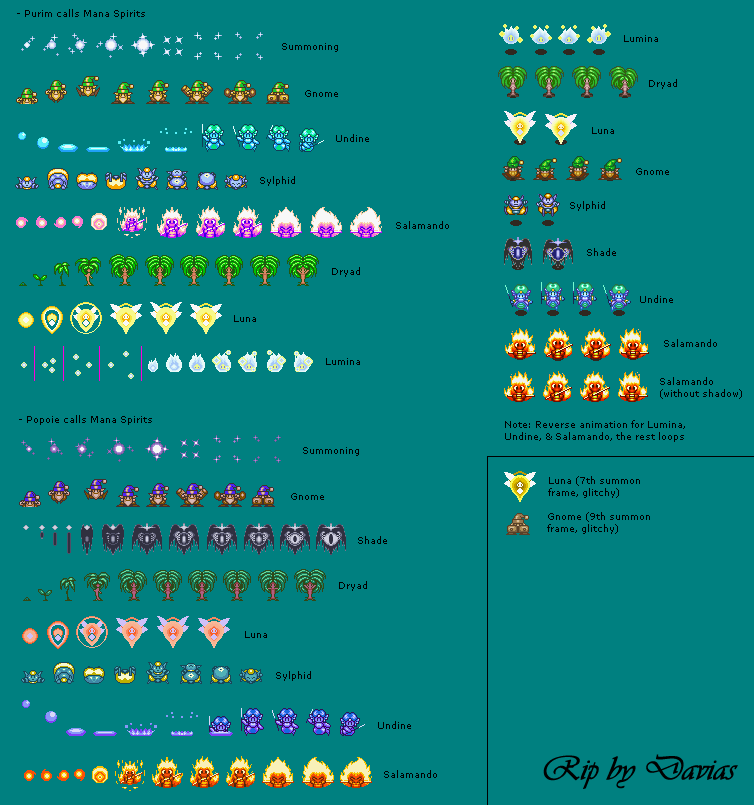 - Purim calls Mana Spirits
Summoning
Gnome
Undine
Sylphid
Salamando
Dryad
Luna
Lumina
- Popoie calls Mana Spirits
Summoning
Gnome
Shade
Dryad
Luna
Sylphid
Undine
Salamando
Lumina
Dryad
Luna
Gnome
Sylphid
Shade
Undine
Salamando
Salamando
(without shadow)
Note: Reverse animation for Lumina,
Undine, & Salamando, the rest loops
Luna (7th summon
frame, glitchy)
Gnome (9th summon
frame, glitchy)
Rip by Davias